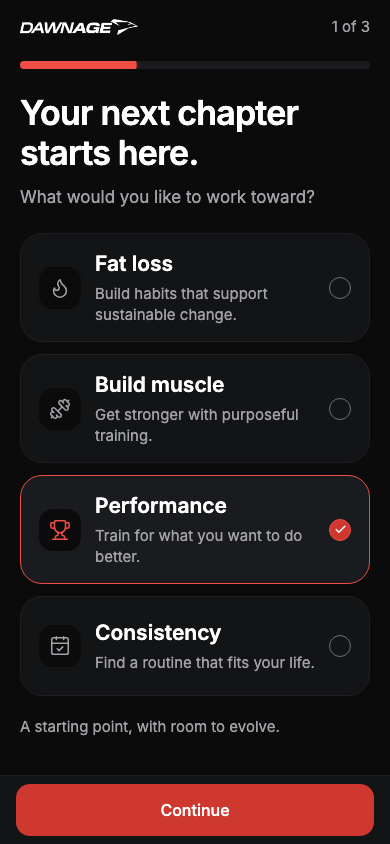 DAWNAGE
1 of 3
Your next chapter
starts here.
What would you like to work toward?
Fat loss
Build habits that support
sustainable change.
Build muscle
Get stronger with purposeful
training.
Performance
Train for what you want to do
better.
Consistency
Find a routine that fits your life.
A starting point, with room to evolve.
Continue